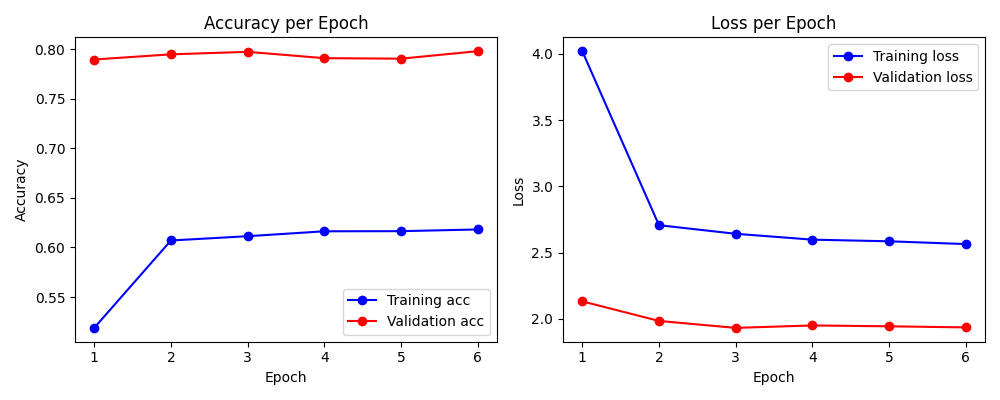 Accuracy per Epoch
0.80
0.75
0.70
0.65
0.60
0.55
Accuracy
Training acc
Validation acc
1 2 3 4 5 6
Epoch
Loss per Epoch
4.0
3.5
3.0
2.5
2.0
Loss
Training loss
Validation loss
1 2 3 4 5 6
Epoch